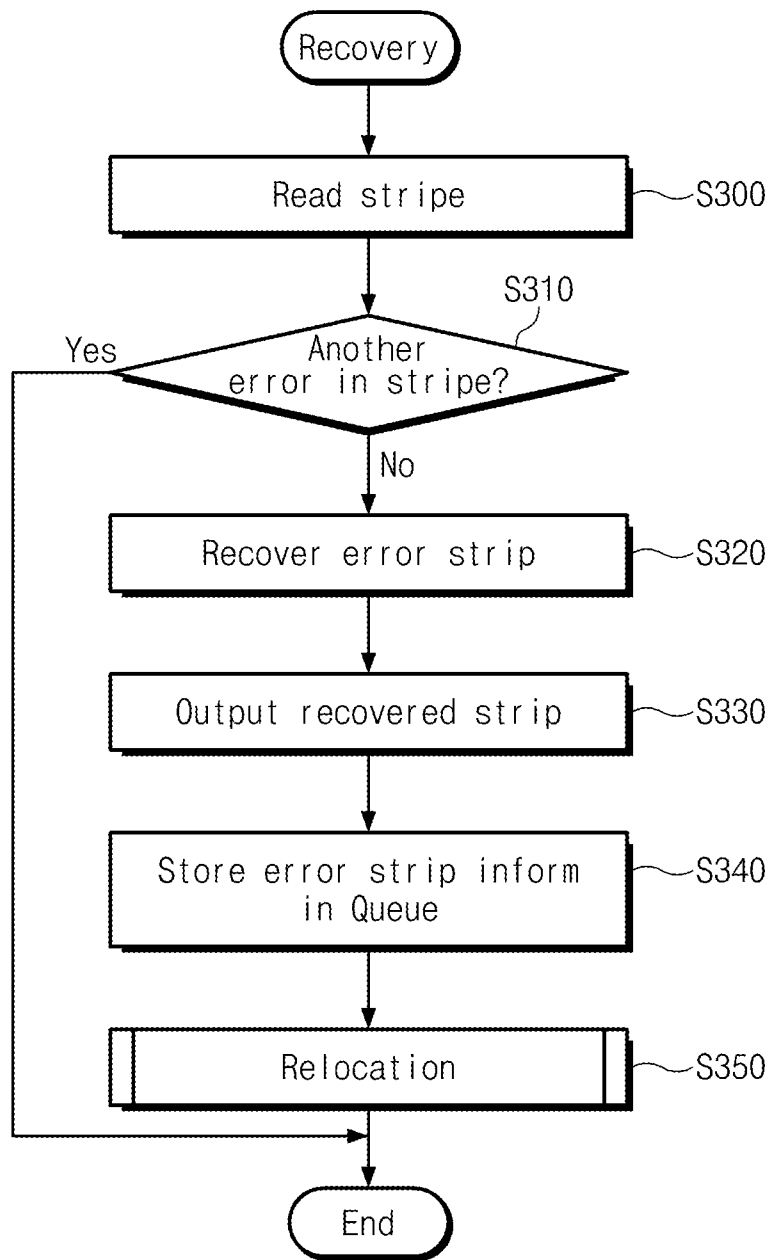 Recovery
Read stripe
S300
S310
Yes
Another
error in stripe?
No
Recover error strip
S320
Output recovered strip
S330
Store error strip inform
in Queue
S340
Relocation
S350
End